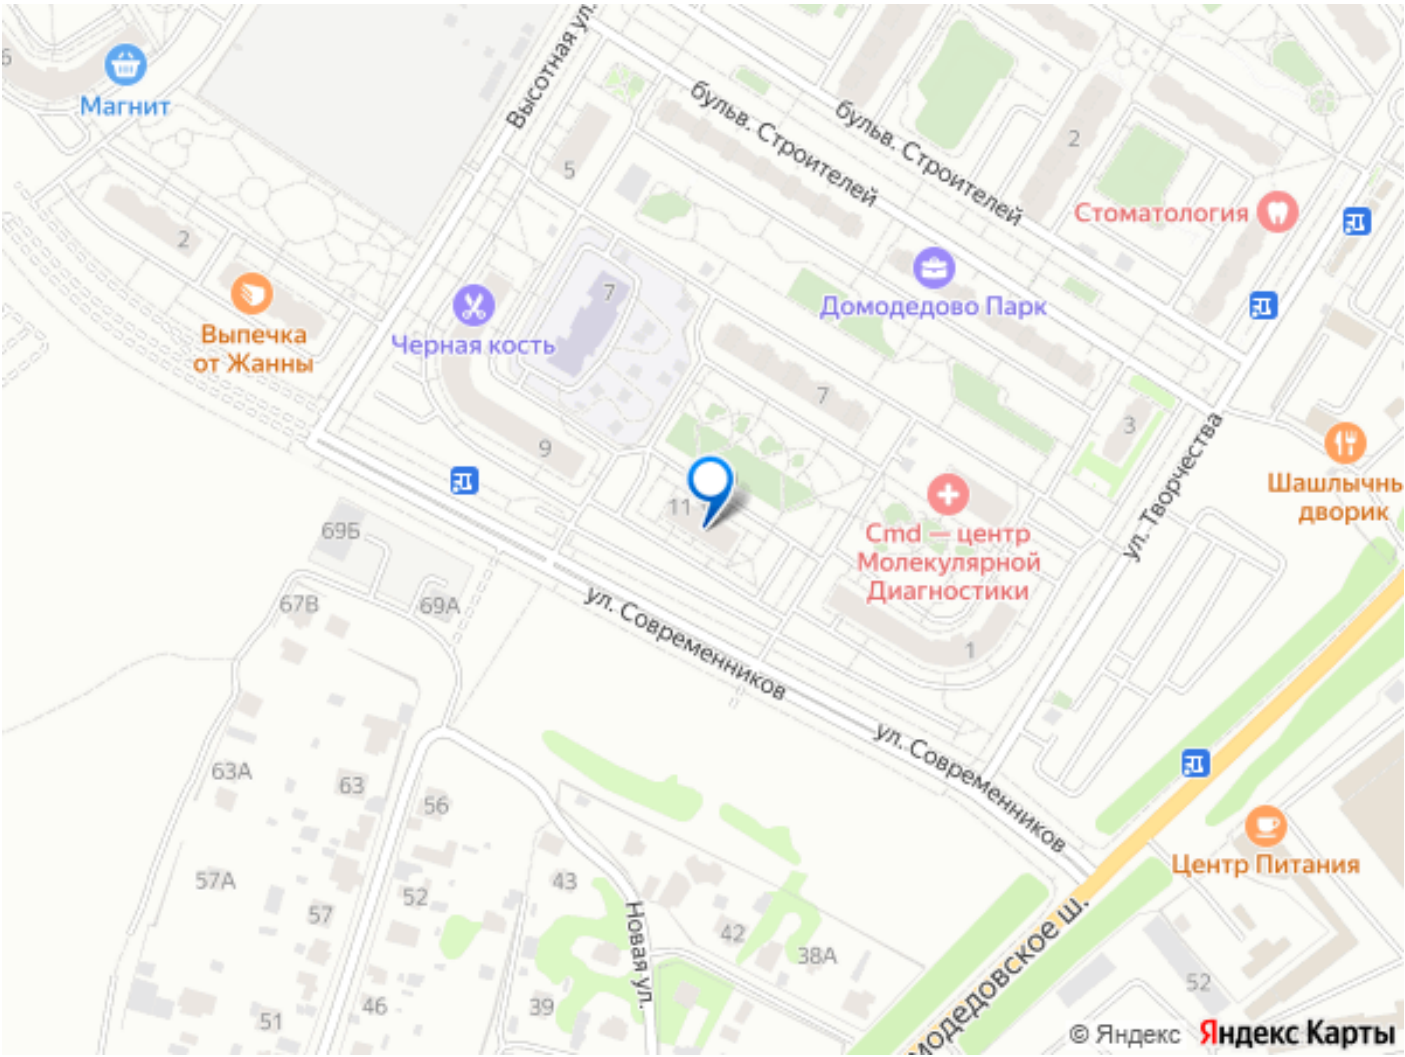 Магнит
Высотная ул.
бульв. Строителей
бульв. Строителей
5
2
Стоматология
2
7
Домодедово Парк
Выпечка
от Жанны
Черная кость
7
3
9
ул. Творчества
Шашлычны
дворик
11
Cmd — центр
Молекулярной
Диагностики
69Б
67В
69А
ул. Современников
1
ул. Современников
63А
63
56
Центр Питания
57А
43
52
57
Новая ул.
42
38А
модедовское ш.
52
46
39
51
© Яндекс Яндекс Карты